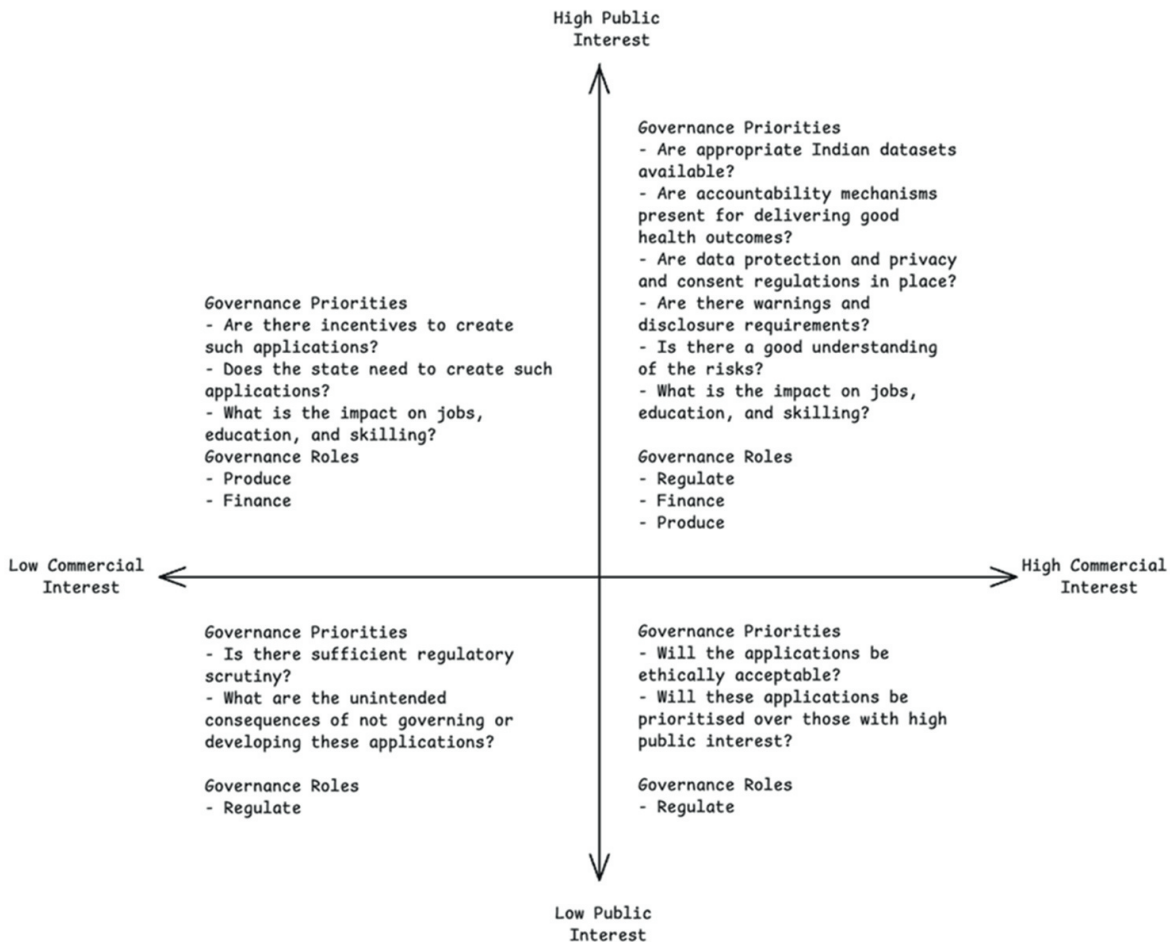 High Public
Interest
Governance Priorities
- Are appropriate Indian datasets
available?
- Are accountability mechanisms
present for delivering good
health outcomes?
- Are data protection and privacy
and consent regulations in place?
- Are there warnings and
disclosure requirements?
- Is there a good understanding
of the risks?
- What is the impact on jobs,
education, and skilling?
Governance Roles
- Regulate
- Finance
- Produce
Governance Priorities
- Are there incentives to create
such applications?
- Does the state need to create such
applications?
- What is the impact on jobs,
education, and skilling?
Governance Roles
- Produce
- Finance
Low Commercial
Interest
High Commercial
Interest
Governance Priorities
- Is there sufficient regulatory
scrutiny?
- What are the unintended
consequences of not governing or
developing these applications?
Governance Roles
- Regulate
Governance Priorities
- Will the applications be
ethically acceptable?
- Will these applications be
prioritised over those with high
public interest?
Governance Roles
- Regulate
Low Public
Interest